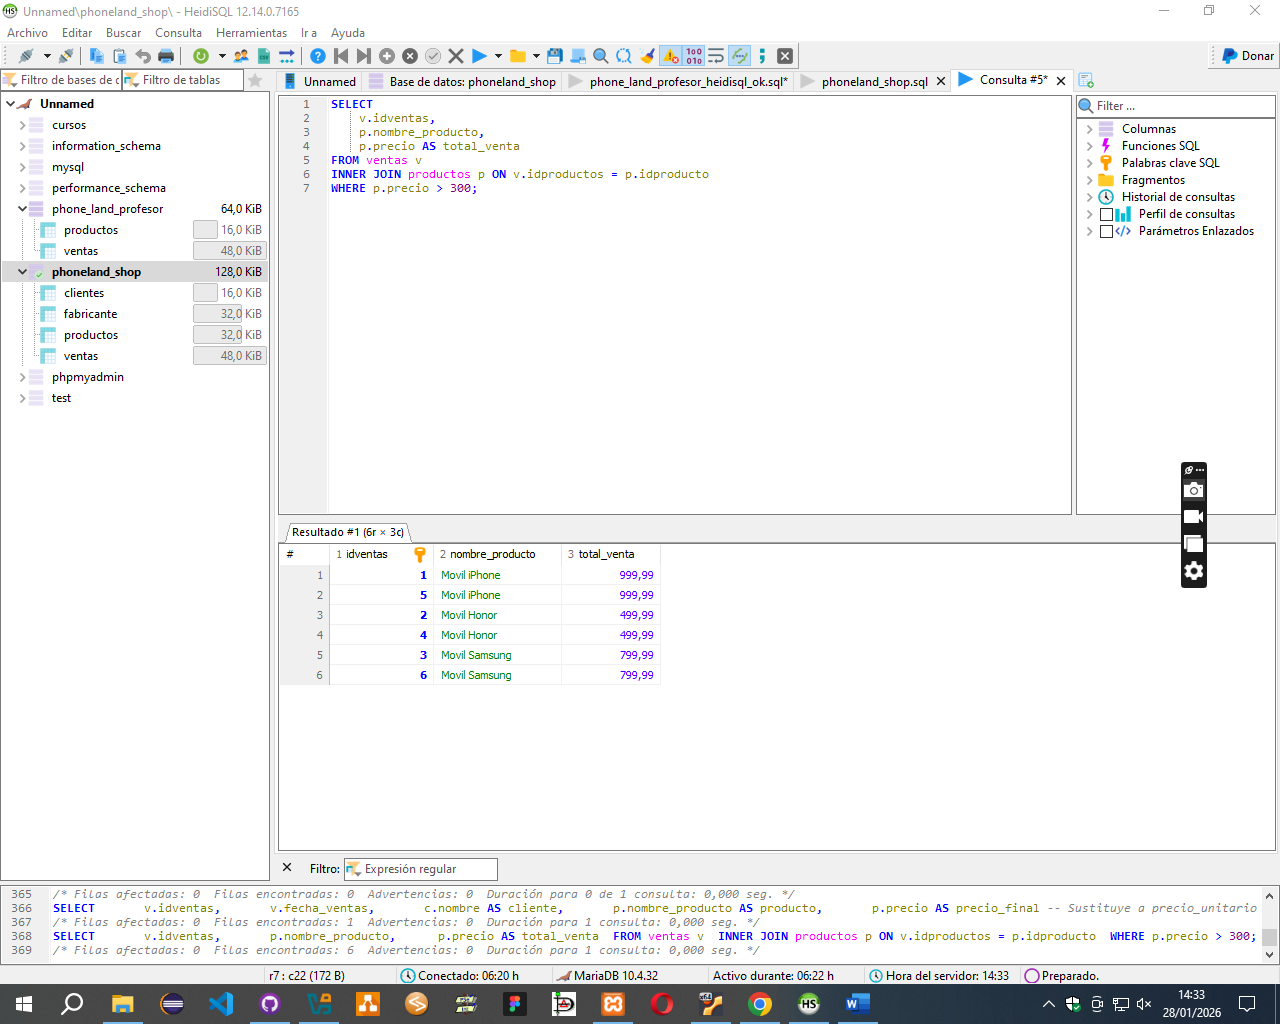 Unnamed\phoneland_shop\ - HeidiSQL 12.14.0.7165
Archivo Editar Buscar Consulta Herramientas Ir a Ayuda
Donar
Filtro de bases de d Filtro de tablas
Unnamed Base de datos: phoneland_shop phone_land_profesor_heidisql_ok.sql* phoneland_shop.sql Consulta #5*
Unnamed
cursos
information_schema
mysql
performance_schema
phone_land_profesor 64,0 KiB
productos 16,0 KiB
ventas 48,0 KiB
phoneland_shop 128,0 KiB
clientes 16,0 KiB
fabricante 32,0 KiB
productos 32,0 KiB
ventas 48,0 KiB
phpmyadmin
test
1 SELECT
2 v.idventas,
3 p.nombre_producto,
4 p.precio AS total_venta
5 FROM ventas v
6 INNER JOIN productos p ON v.idproductos = p.idproducto
7 WHERE p.precio > 300;
Filter ...
Columnas
Funciones SQL
Palabras clave SQL
Fragmentos
Historial de consultas
Perfil de consultas
Parámetros Enlazados
Resultado #1 (6r × 3c)
# 1 idventas 2 nombre_producto 3 total_venta
1 1 Movil iPhone 999,99
2 5 Movil iPhone 999,99
3 2 Movil Honor 499,99
4 4 Movil Honor 499,99
5 3 Movil Samsung 799,99
6 6 Movil Samsung 799,99
Filtro: Expresión regular
365 /* Filas afectadas: 0 Filas encontradas: 0 Advertencias: 0 Duración para 0 de 1 consulta: 0,000 seg. */
366 SELECT v.idventas, v.fecha_ventas, c.nombre AS cliente, p.nombre_producto AS producto, p.precio AS precio_final -- Sustituye a precio_unitario
367 /* Filas afectadas: 0 Filas encontradas: 1 Advertencias: 0 Duración para 1 consulta: 0,000 seg. */
368 SELECT v.idventas, p.nombre_producto, p.precio AS total_venta FROM ventas v INNER JOIN productos p ON v.idproductos = p.idproducto WHERE p.precio > 300;
369 /* Filas afectadas: 0 Filas encontradas: 6 Advertencias: 0 Duración para 1 consulta: 0,000 seg. */
r7 : c22 (172 B) Conectado: 06:20 h MariaDB 10.4.32 Activo durante: 06:22 h Hora del servidor: 14:33 Preparado.
14:33
28/01/2026